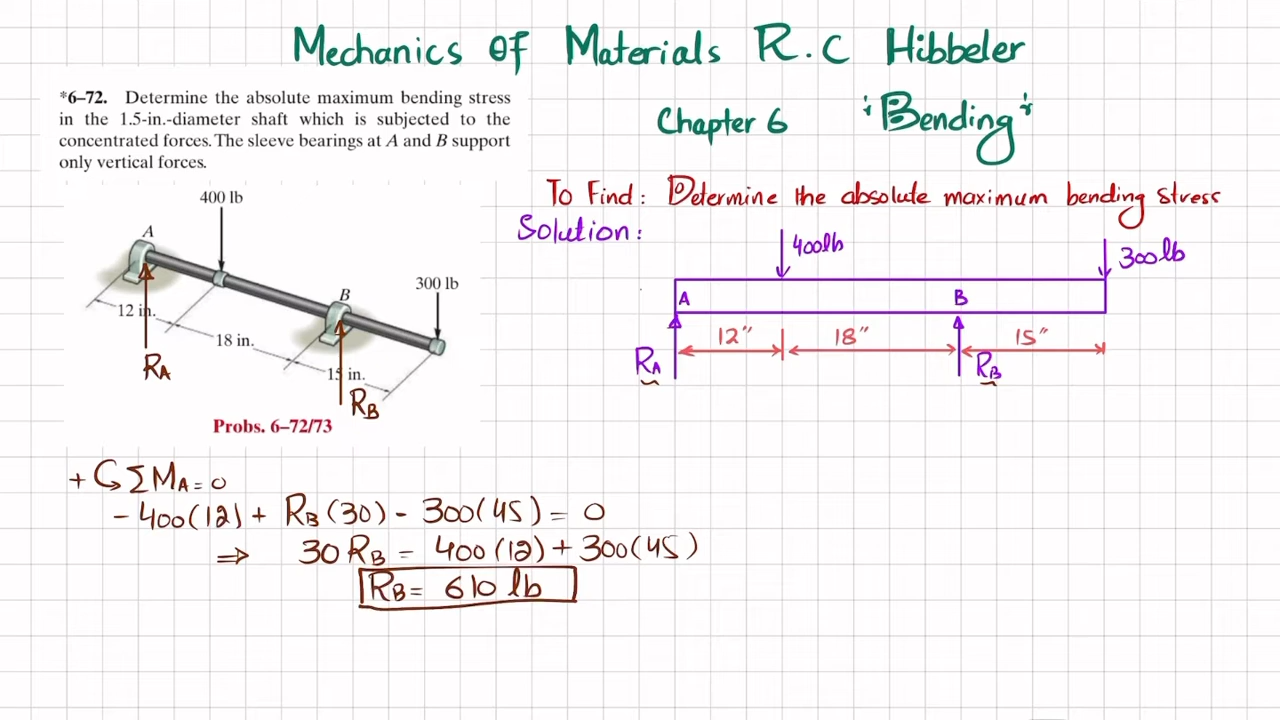 Mechanics Of Materials R.C Hibbeler
*6–72. Determine the absolute maximum bending stress
in the 1.5-in.-diameter shaft which is subjected to the
concentrated forces. The sleeve bearings at A and B support
only vertical forces.
Chapter 6 "Bending"
To Find: Determine the absolute maximum bending stress
Solution:
400 lb
A
B
300 lb
12 in.
18 in.
15 in.
RA
RB
Probs. 6–72/73
400lb
300lb
A
B
12"
18"
15"
RA
RB
+ ↺ ΣMA = 0
- 400(12) + RB(30) - 300(45) = 0
⇒ 30 RB = 400(12) + 300(45)
RB = 610 lb